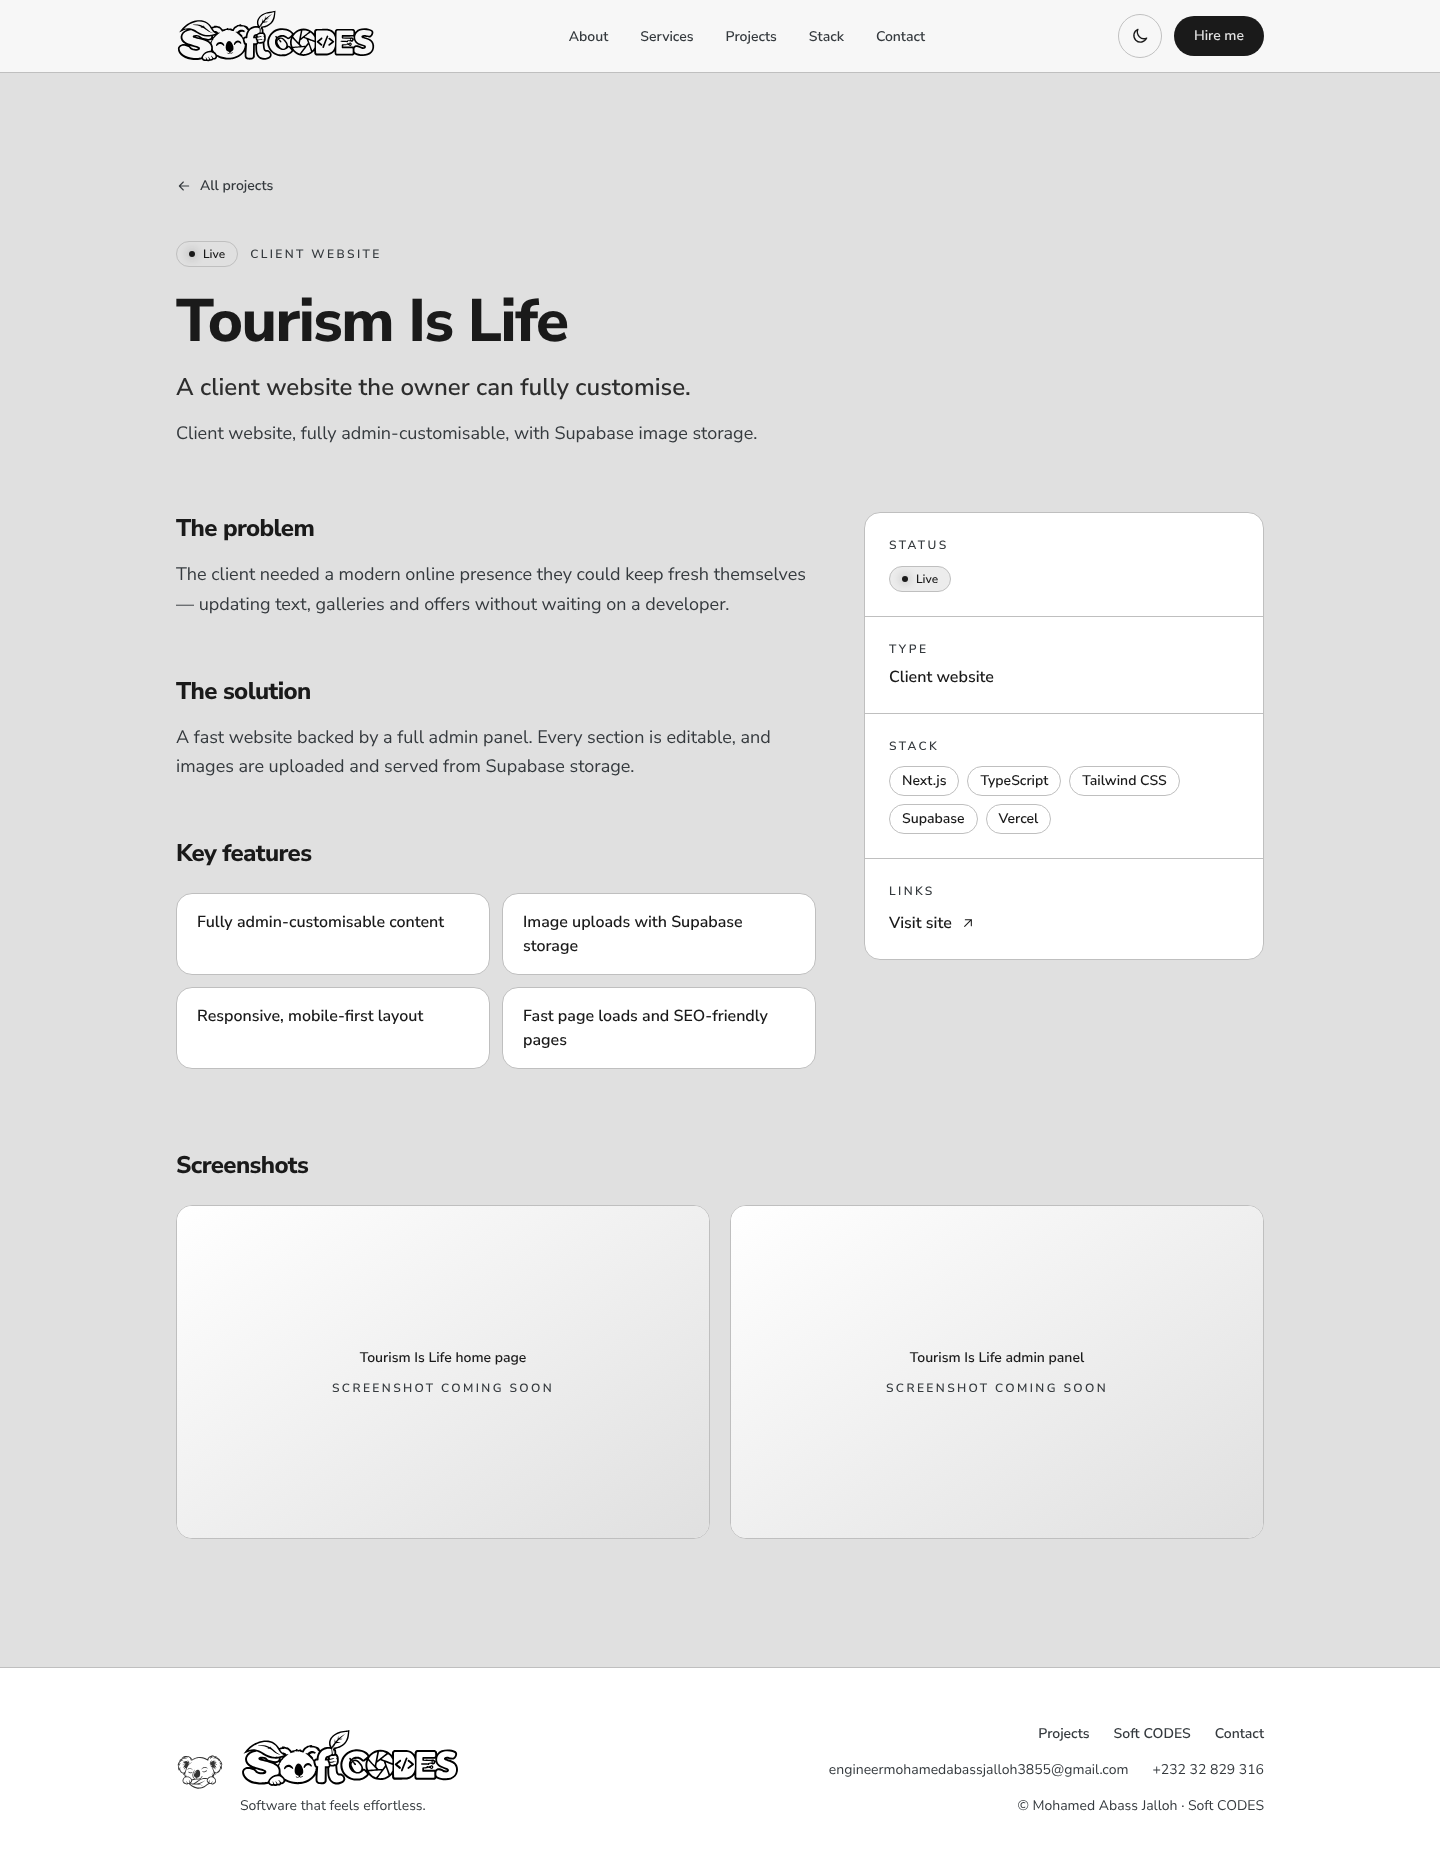 Soft CODES
About
Services
Projects
Stack
Contact
Hire me
All projects
Live
CLIENT WEBSITE
Tourism Is Life
A client website the owner can fully customise.
Client website, fully admin-customisable, with Supabase image storage.
The problem
The client needed a modern online presence they could keep fresh themselves
— updating text, galleries and offers without waiting on a developer.
The solution
A fast website backed by a full admin panel. Every section is editable, and
images are uploaded and served from Supabase storage.
Key features
Fully admin-customisable content
Image uploads with Supabase
storage
Responsive, mobile-first layout
Fast page loads and SEO-friendly
pages
STATUS
Live
TYPE
Client website
STACK
Next.js
TypeScript
Tailwind CSS
Supabase
Vercel
LINKS
Visit site
Screenshots
Tourism Is Life home page
SCREENSHOT COMING SOON
Tourism Is Life admin panel
SCREENSHOT COMING SOON
Soft CODES
Software that feels effortless.
Projects
Soft CODES
Contact
engineermohamedabassjalloh3855@gmail.com
+232 32 829 316
© Mohamed Abass Jalloh · Soft CODES